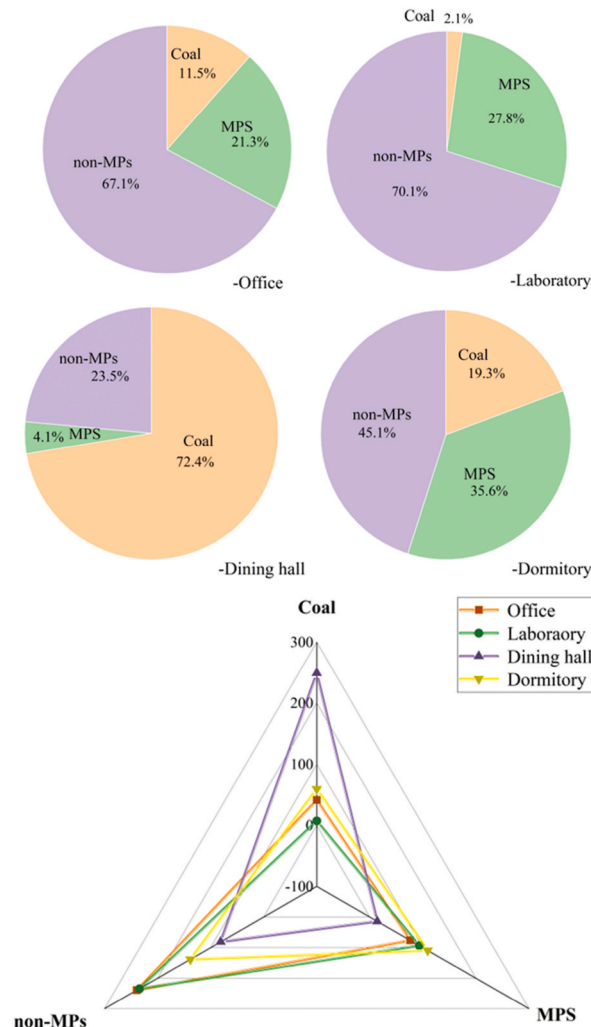 Coal
11.5%
MPS
21.3%
non-MPs
67.1%
-Office
Coal 2.1%
MPS
27.8%
non-MPs
70.1%
-Laboratory
non-MPs
23.5%
4.1% MPS
Coal
72.4%
-Dining hall
Coal
19.3%
non-MPs
45.1%
MPS
35.6%
-Dormitory
Coal
Office
Laboraory
Dining hall
Dormitory
300
200
100
0
-100
non-MPs
MPS